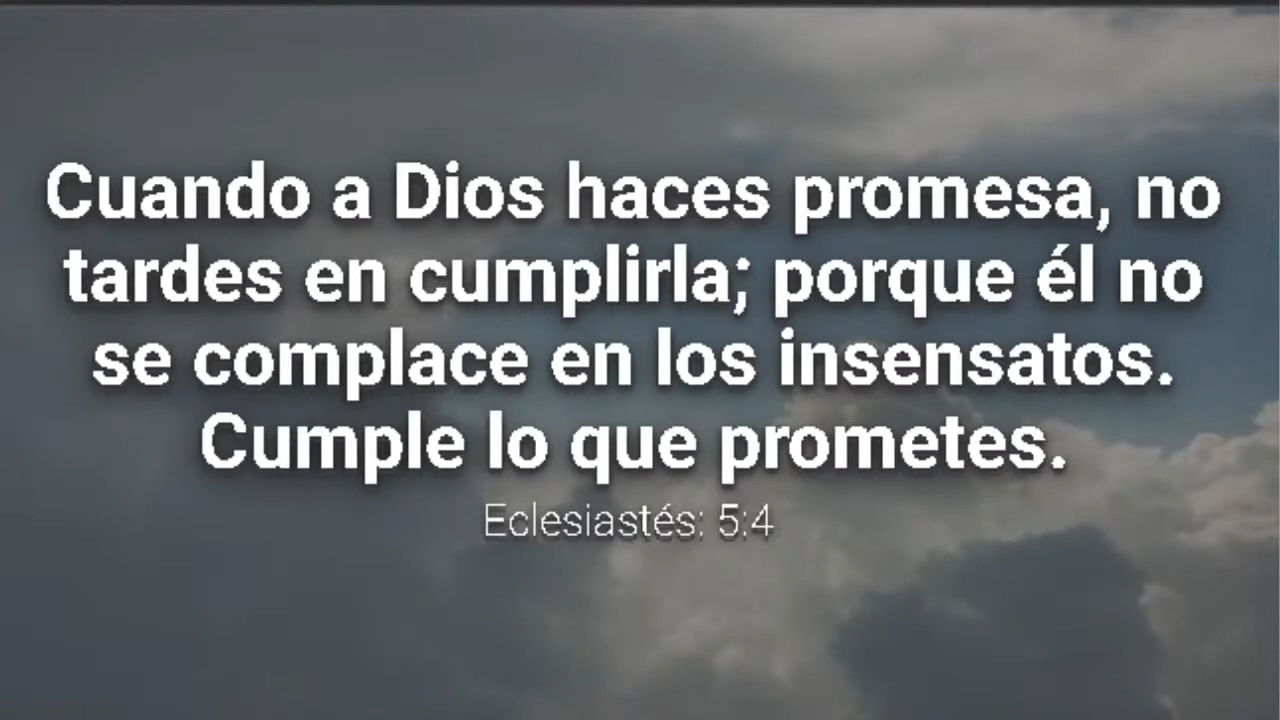 Cuando a Dios haces promesa, no
tardes en cumplirla; porque él no
se complace en los insensatos.
Cumple lo que prometes.
Eclesiastés: 5:4